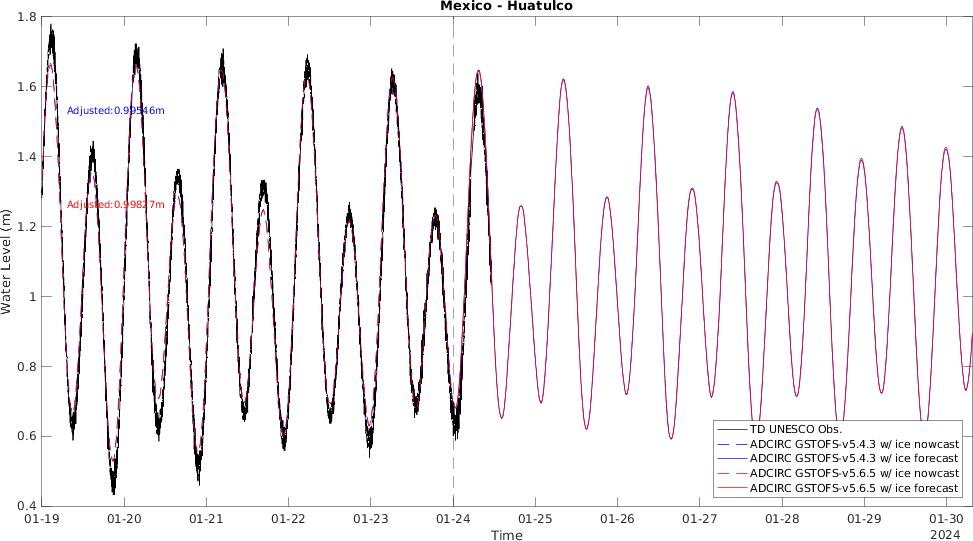 Mexico - Huatulco
1.8
1.6
1.4
1.2
1
0.8
0.6
0.4
Water Level (m)
Adjusted:0.99546m
Adjusted:0.99827m
TD UNESCO Obs.
ADCIRC GSTOFS-v5.4.3 w/ ice nowcast
ADCIRC GSTOFS-v5.4.3 w/ ice forecast
ADCIRC GSTOFS-v5.6.5 w/ ice nowcast
ADCIRC GSTOFS-v5.6.5 w/ ice forecast
01-19 01-20 01-21 01-22 01-23 01-24 01-25 01-26 01-27 01-28 01-29 01-30
2024
Time